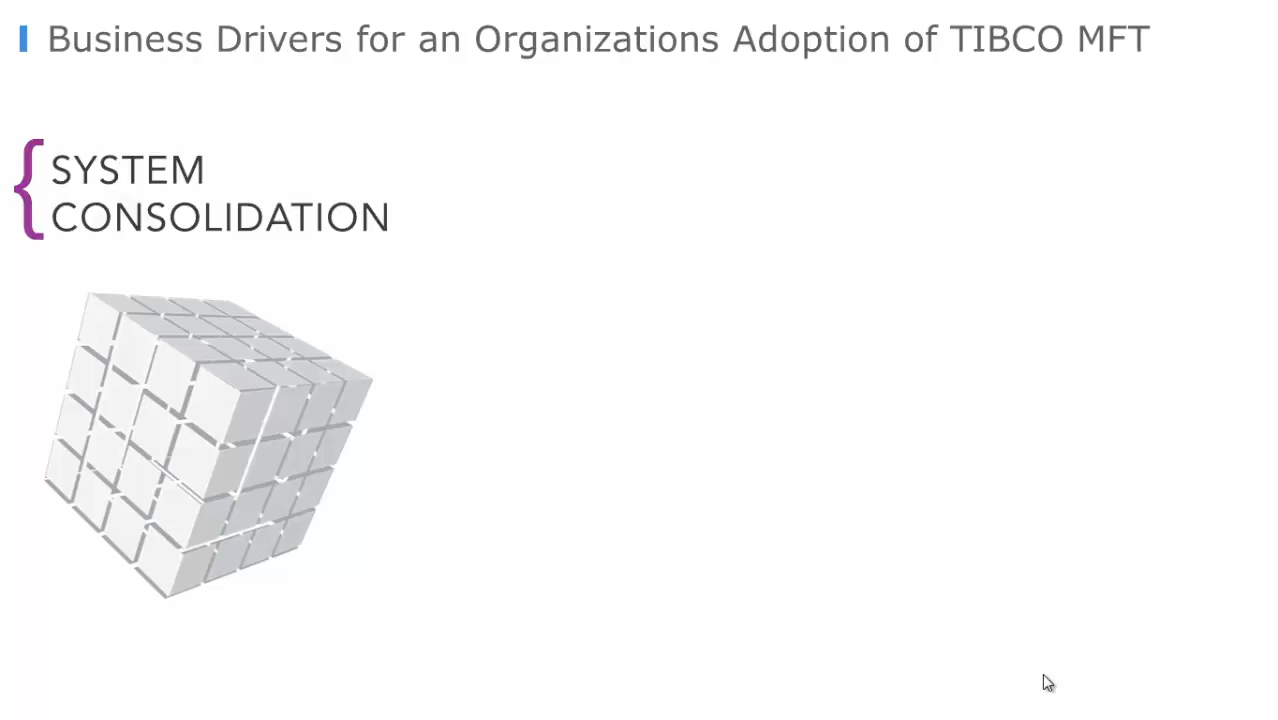 Business Drivers for an Organizations Adoption of TIBCO MFT
SYSTEM
CONSOLIDATION